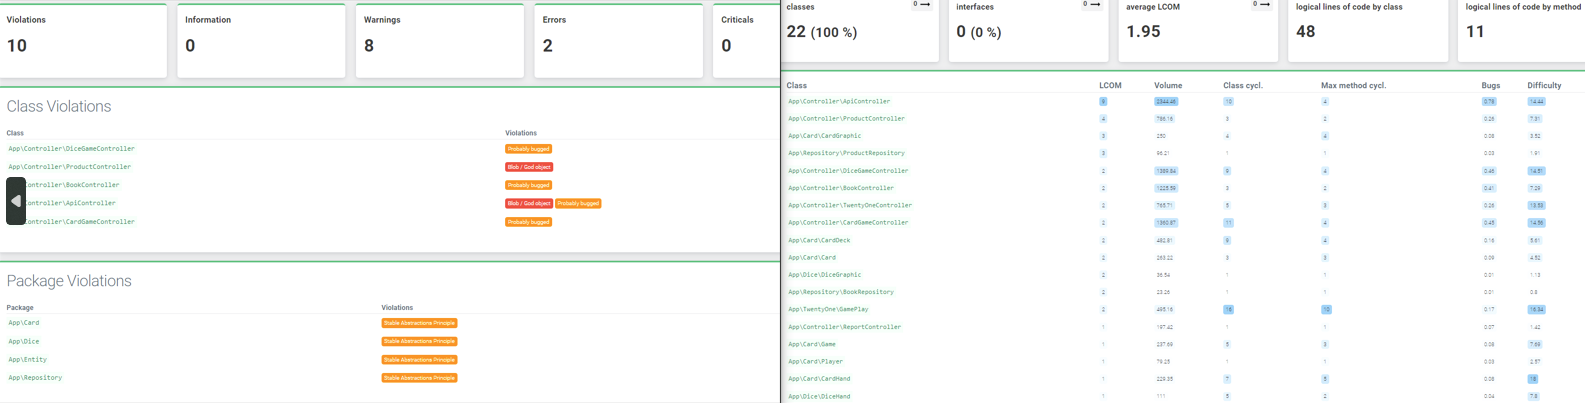 Violations Information Warnings Errors Criticals
10 0 8 2 0
Class Violations
Class Violations
App\Controller\DiceGameController Probably bugged
App\Controller\ProductController Blob / God object
Controller\BookController Probably bugged
Controller\ApiController Blob / God object Probably bugged
Controller\CardGameController Probably bugged
Package Violations
Package Violations
App\Card Stable Abstractions Principle
App\Dice Stable Abstractions Principle
App\Entity Stable Abstractions Principle
App\Repository Stable Abstractions Principle
classes 0 → interfaces 0 → average LCOM 0 → logical lines of code by class logical lines of code by method
22 (100 %) 0 (0 %) 1.95 48 11
Class LCOM Volume Class cycl. Max method cycl. Bugs Difficulty
App\Controller\ApiController 9 2344.46 10 4 0.78 14.44
App\Controller\ProductController 4 786.16 3 2 0.26 7.31
App\Card\CardGraphic 3 250 4 4 0.08 3.52
App\Repository\ProductRepository 3 96.21 1 1 0.03 1.91
App\Controller\DiceGameController 2 1369.84 9 4 0.46 14.51
App\Controller\BookController 2 1225.59 3 2 0.41 7.29
App\Controller\TwentyOneController 2 765.71 5 3 0.26 13.53
App\Controller\CardGameController 2 1360.87 11 4 0.45 14.56
App\Card\CardDeck 2 482.81 9 4 0.16 5.61
App\Card\Card 2 263.22 3 3 0.09 4.52
App\Dice\DiceGraphic 2 36.54 1 1 0.01 1.13
App\Repository\BookRepository 2 23.26 1 1 0.01 0.8
App\TwentyOne\GamePlay 2 495.16 16 10 0.17 16.34
App\Controller\ReportController 1 197.42 1 1 0.07 1.42
App\Card\Game 1 237.69 5 3 0.08 7.69
App\Card\Player 1 79.25 1 1 0.03 2.57
App\Card\CardHand 1 229.35 7 5 0.08 18
App\Dice\DiceHand 1 111 5 2 0.04 7.8